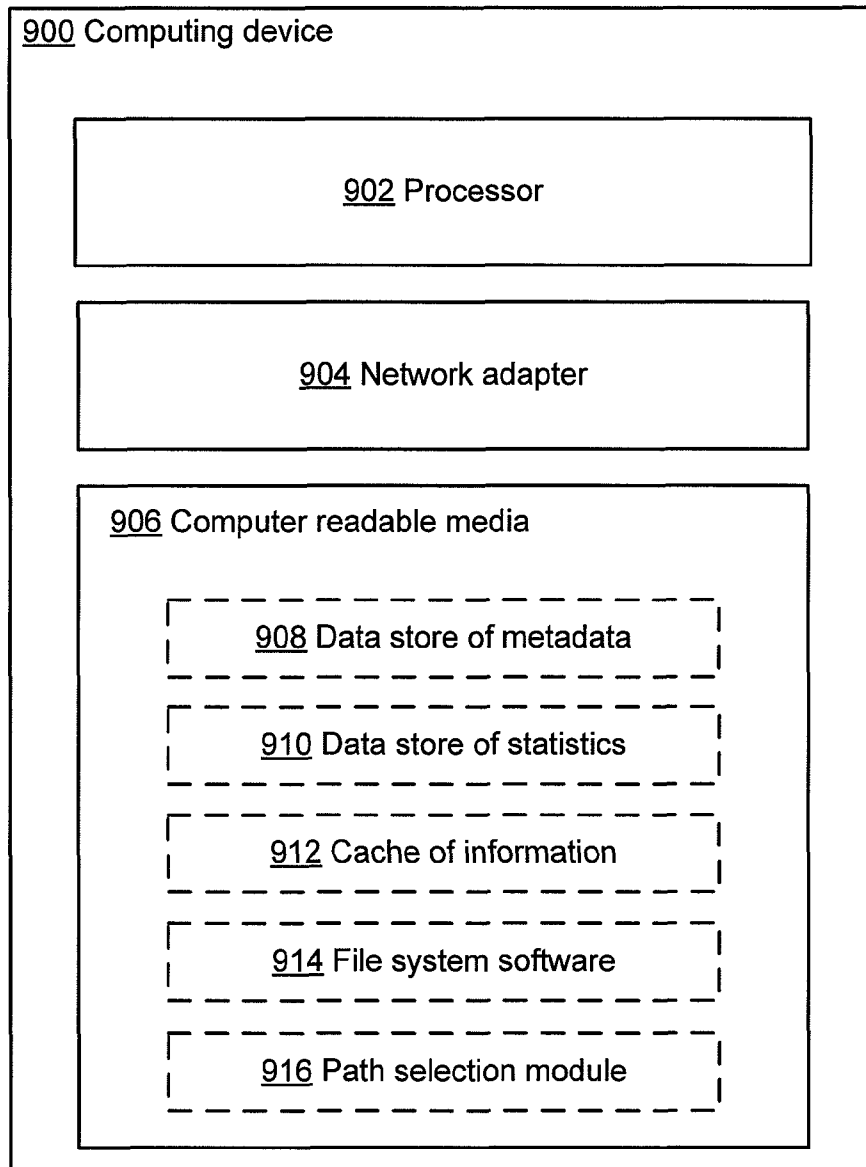 900 Computing device
902 Processor
904 Network adapter
906 Computer readable media
908 Data store of metadata
910 Data store of statistics
912 Cache of information
914 File system software
916 Path selection module